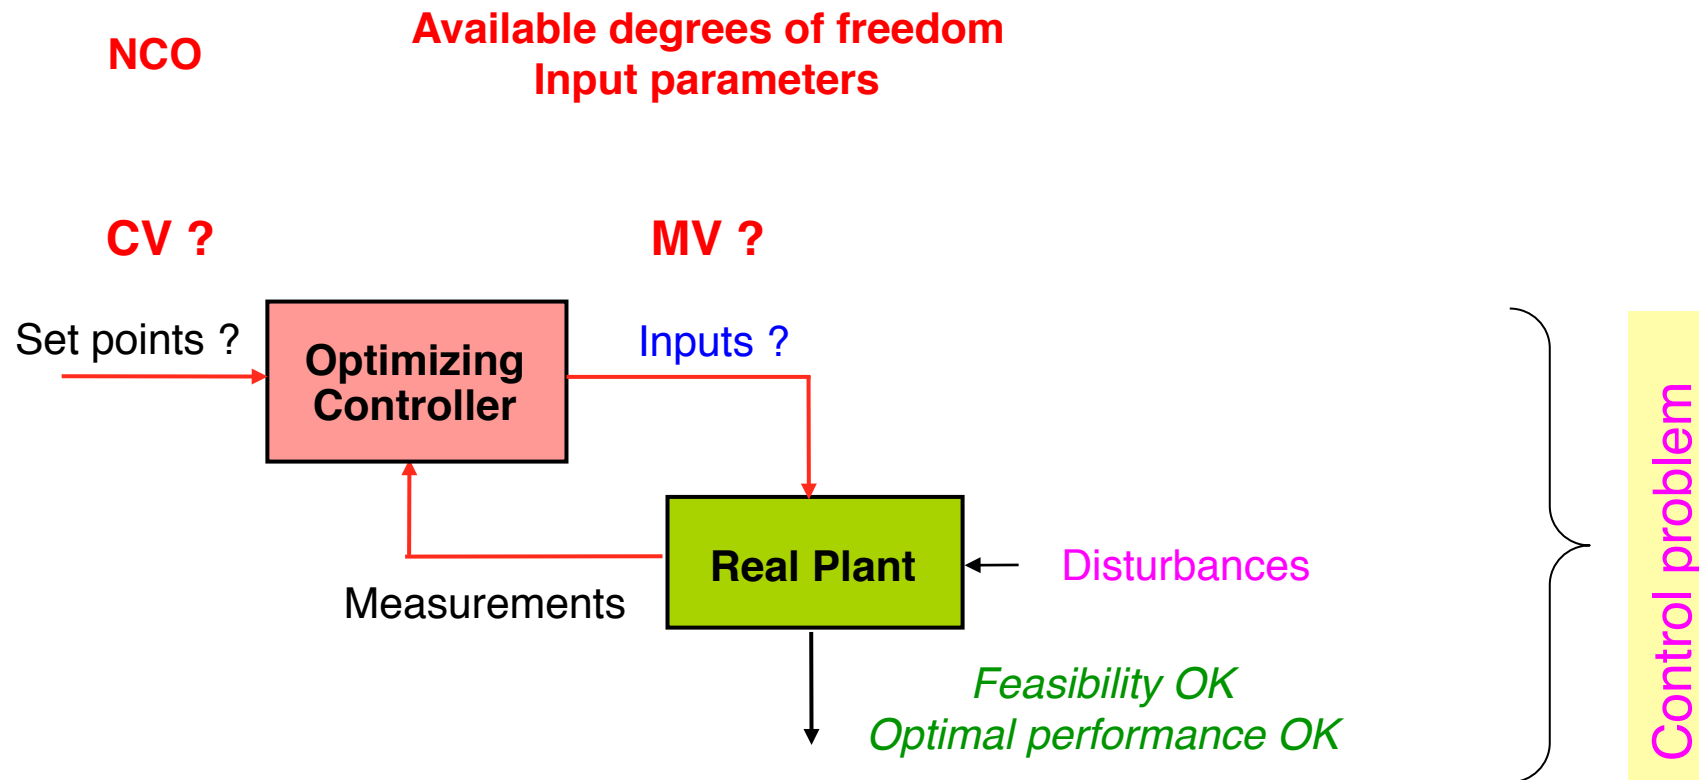 NCO
Available degrees of freedom
Input parameters
CV ?
MV ?
Set points ?
Optimizing
Controller
Inputs ?
Real Plant
Disturbances
Measurements
Feasibility OK
Optimal performance OK
Control problem